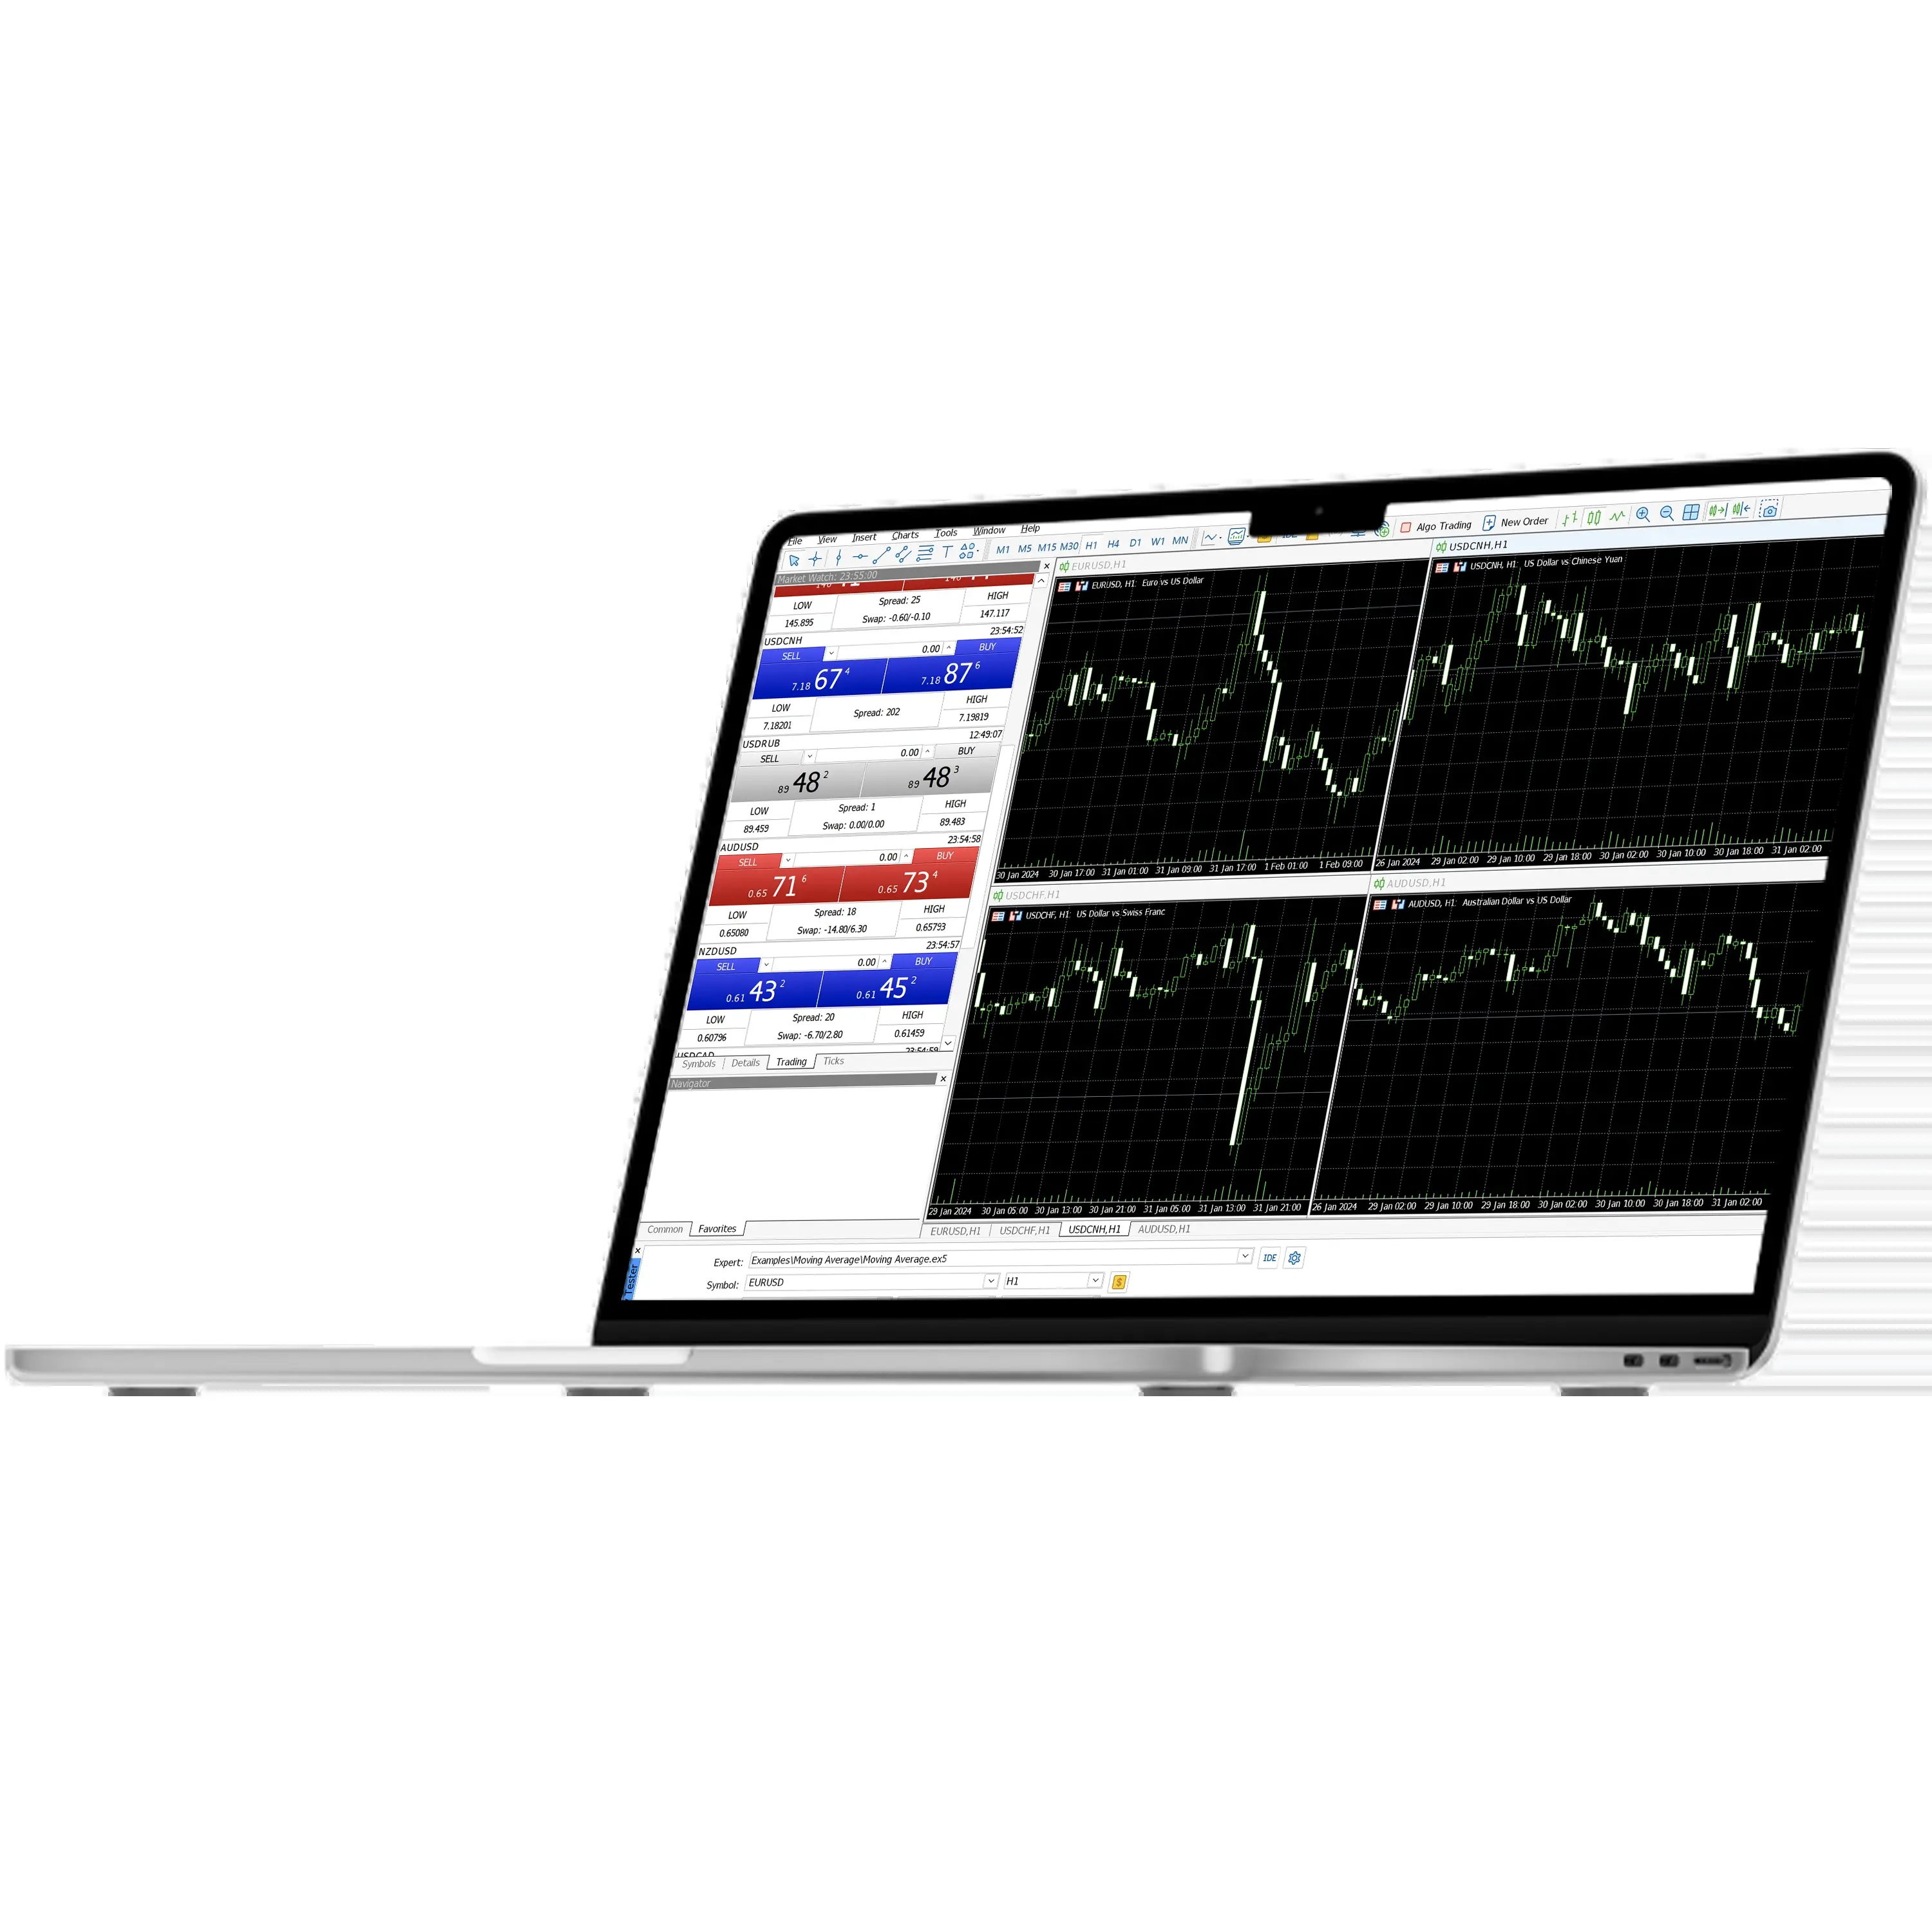 File View Insert Charts Tools Window Help
M1 M5 M15 M30 H1 H4 D1 W1 MN Algo Trading New Order
Market Watch: 23:55:00
LOW Spread: 25 HIGH
145.895 Swap: -0.60/-0.10 147.117
USDCNH 23:54:52
SELL 0.00 BUY
7.18 67 4 7.18 87 6
LOW Spread: 202 HIGH
7.18201 7.19819
USDRUB 12:49:07
SELL 0.00 BUY
89 48 2 89 48 3
LOW Spread: 1 HIGH
89.459 Swap: 0.00/0.00 89.483
AUDUSD 23:54:58
SELL 0.00 BUY
0.65 71 6 0.65 73 4
LOW Spread: 18 HIGH
0.65080 Swap: -14.80/6.30 0.65793
NZDUSD 23:54:57
SELL 0.00 BUY
0.61 43 2 0.61 45 2
LOW Spread: 20 HIGH
0.60796 Swap: -6.70/2.80 0.61459
USDCAD 23:54:59
Symbols Details Trading Ticks
Navigator
Common Favorites
EURUSD,H1
EURUSD, H1: Euro vs US Dollar
30 Jan 2024 30 Jan 17:00 31 Jan 01:00 31 Jan 09:00 31 Jan 17:00 1 Feb 01:00 1 Feb 09:00
USDCNH,H1
USDCNH, H1: US Dollar vs Chinese Yuan
26 Jan 2024 29 Jan 02:00 29 Jan 10:00 29 Jan 18:00 30 Jan 02:00 30 Jan 10:00 30 Jan 18:00 31 Jan 02:00
USDCHF,H1
USDCHF, H1: US Dollar vs Swiss Franc
29 Jan 2024 30 Jan 05:00 30 Jan 13:00 30 Jan 21:00 31 Jan 05:00 31 Jan 13:00 31 Jan 21:00
AUDUSD,H1
AUDUSD, H1: Australian Dollar vs US Dollar
26 Jan 2024 29 Jan 02:00 29 Jan 10:00 29 Jan 18:00 30 Jan 02:00 30 Jan 10:00 30 Jan 18:00 31 Jan 02:00
EURUSD,H1 USDCHF,H1 USDCNH,H1 AUDUSD,H1
Expert: Examples\Moving Average\Moving Average.ex5 IDE
Symbol: EURUSD H1
Tester